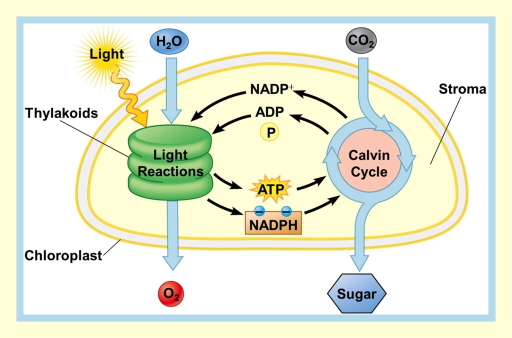 H₂O
CO₂
Light
NADP⁺
Stroma
ADP
Thylakoids
P
Light
Reactions
Calvin
Cycle
ATP
NADPH
Chloroplast
O₂
Sugar